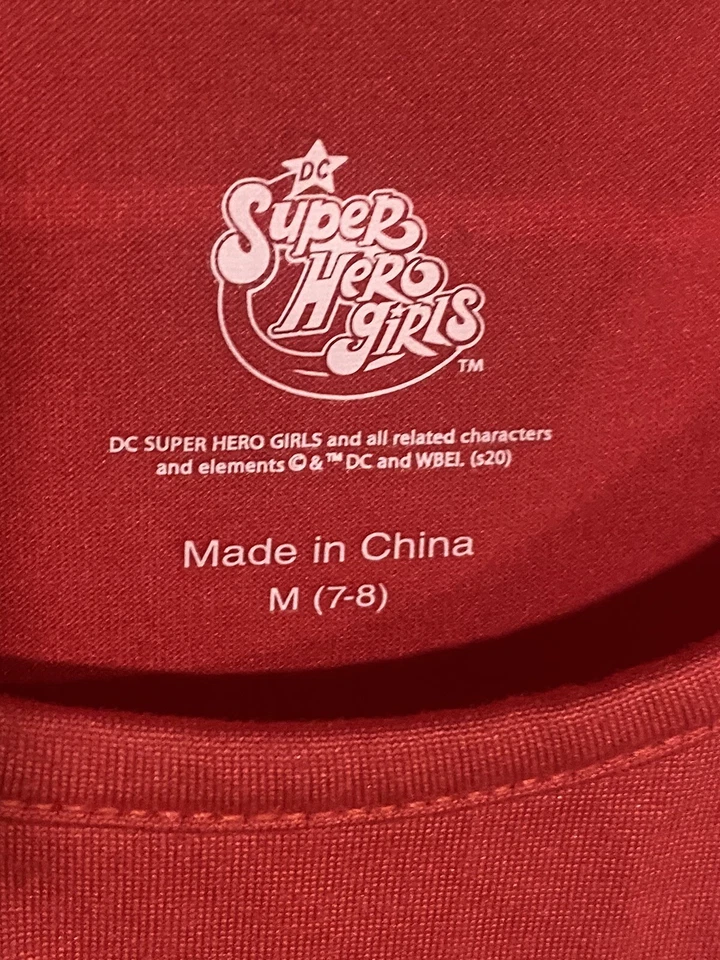 DC
Super
Hero
Girls
TM
DC SUPER HERO GIRLS and all related characters
and elements © & ™ DC and WBEI. (s20)
Made in China
M (7-8)